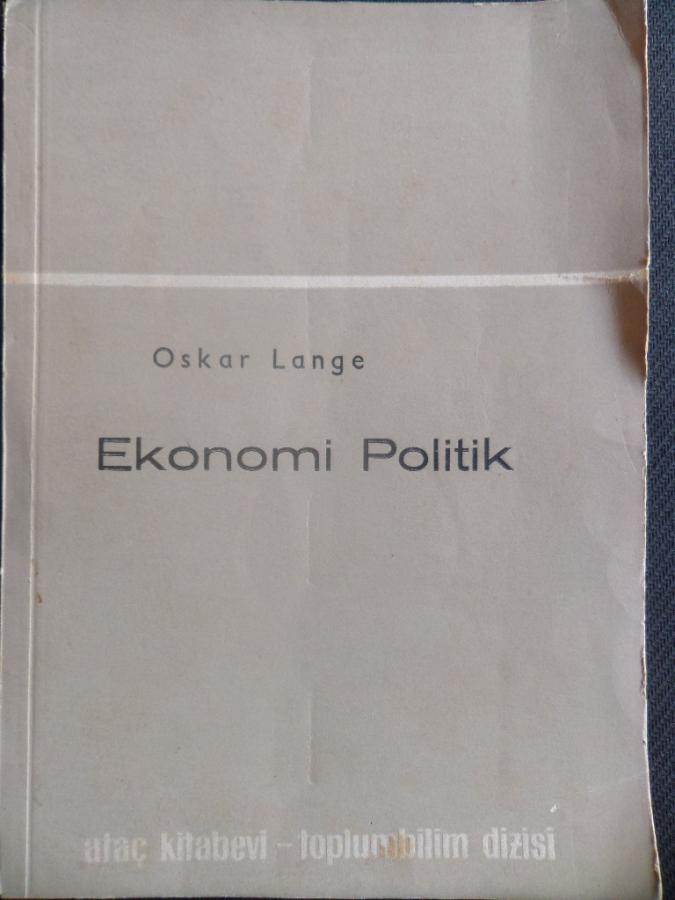 Oskar Lange
Ekonomi Politik
ataç kitabevi – toplumbilim dizisi